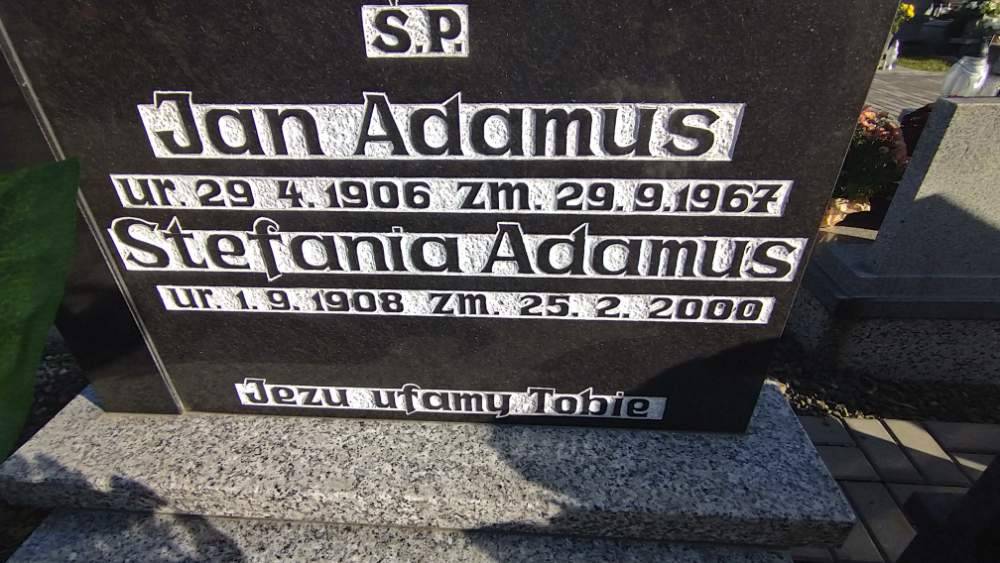 Ś.P.
Jan Adamus
ur. 29 4. 1906 zm. 29.9.1967
Stefania Adamus
ur. 1. 9. 1908 zm. 25. 2. 2000
Jezu ufamy Tobie